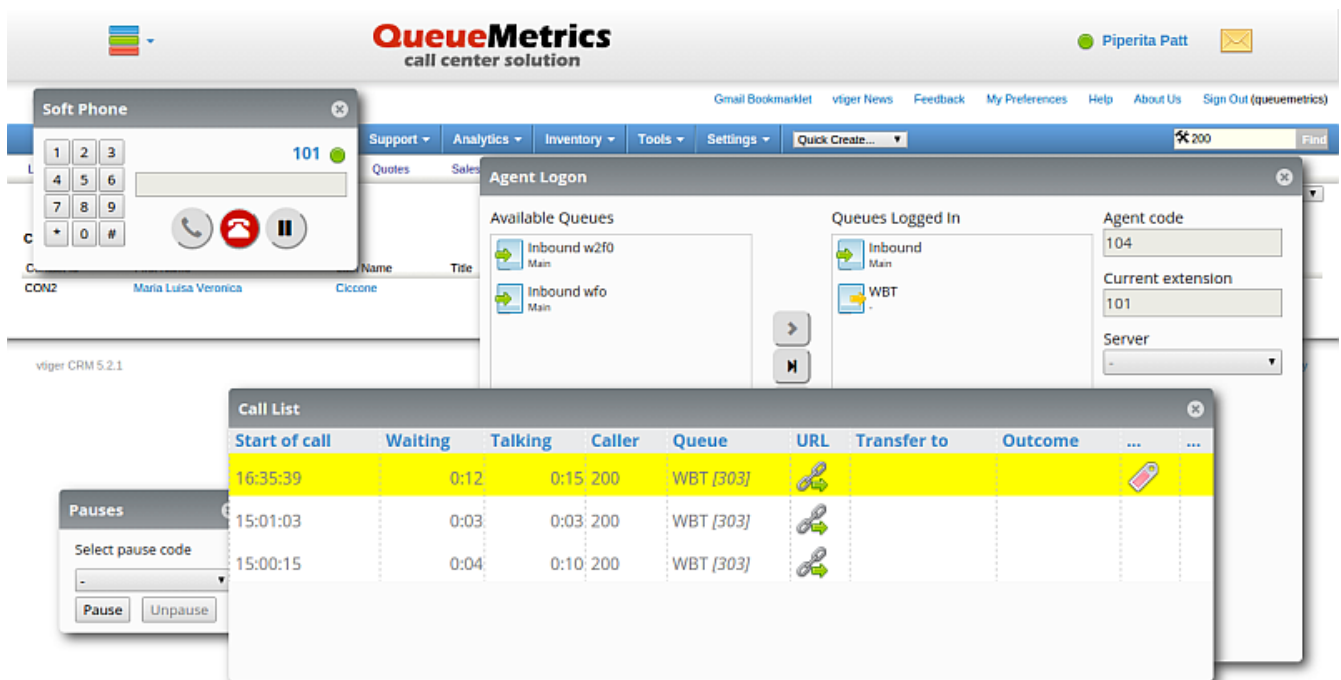 QueueMetrics
call center solution
Piperita Patt
Gmail Bookmarklet vtiger News Feedback My Preferences Help About Us Sign Out (queuemetrics)
Support Analytics Inventory Tools Settings Quick Create... 200 Find
Quotes Sales
Soft Phone
101
1 2 3
4 5 6
7 8 9
* 0 #
Name Title
CON2 Maria Luisa Veronica Ciccone
vtiger CRM 5.2.1
Agent Logon
Available Queues
Inbound w2f0
Main
Inbound wfo
Main
Queues Logged In
Inbound
Main
WBT
-
Agent code
104
Current extension
101
Server
-
Pauses
Select pause code
-
Pause Unpause
Call List
Start of call Waiting Talking Caller Queue URL Transfer to Outcome ... ...
16:35:39 0:12 0:15 200 WBT [303]
15:01:03 0:03 0:03 200 WBT [303]
15:00:15 0:04 0:10 200 WBT [303]